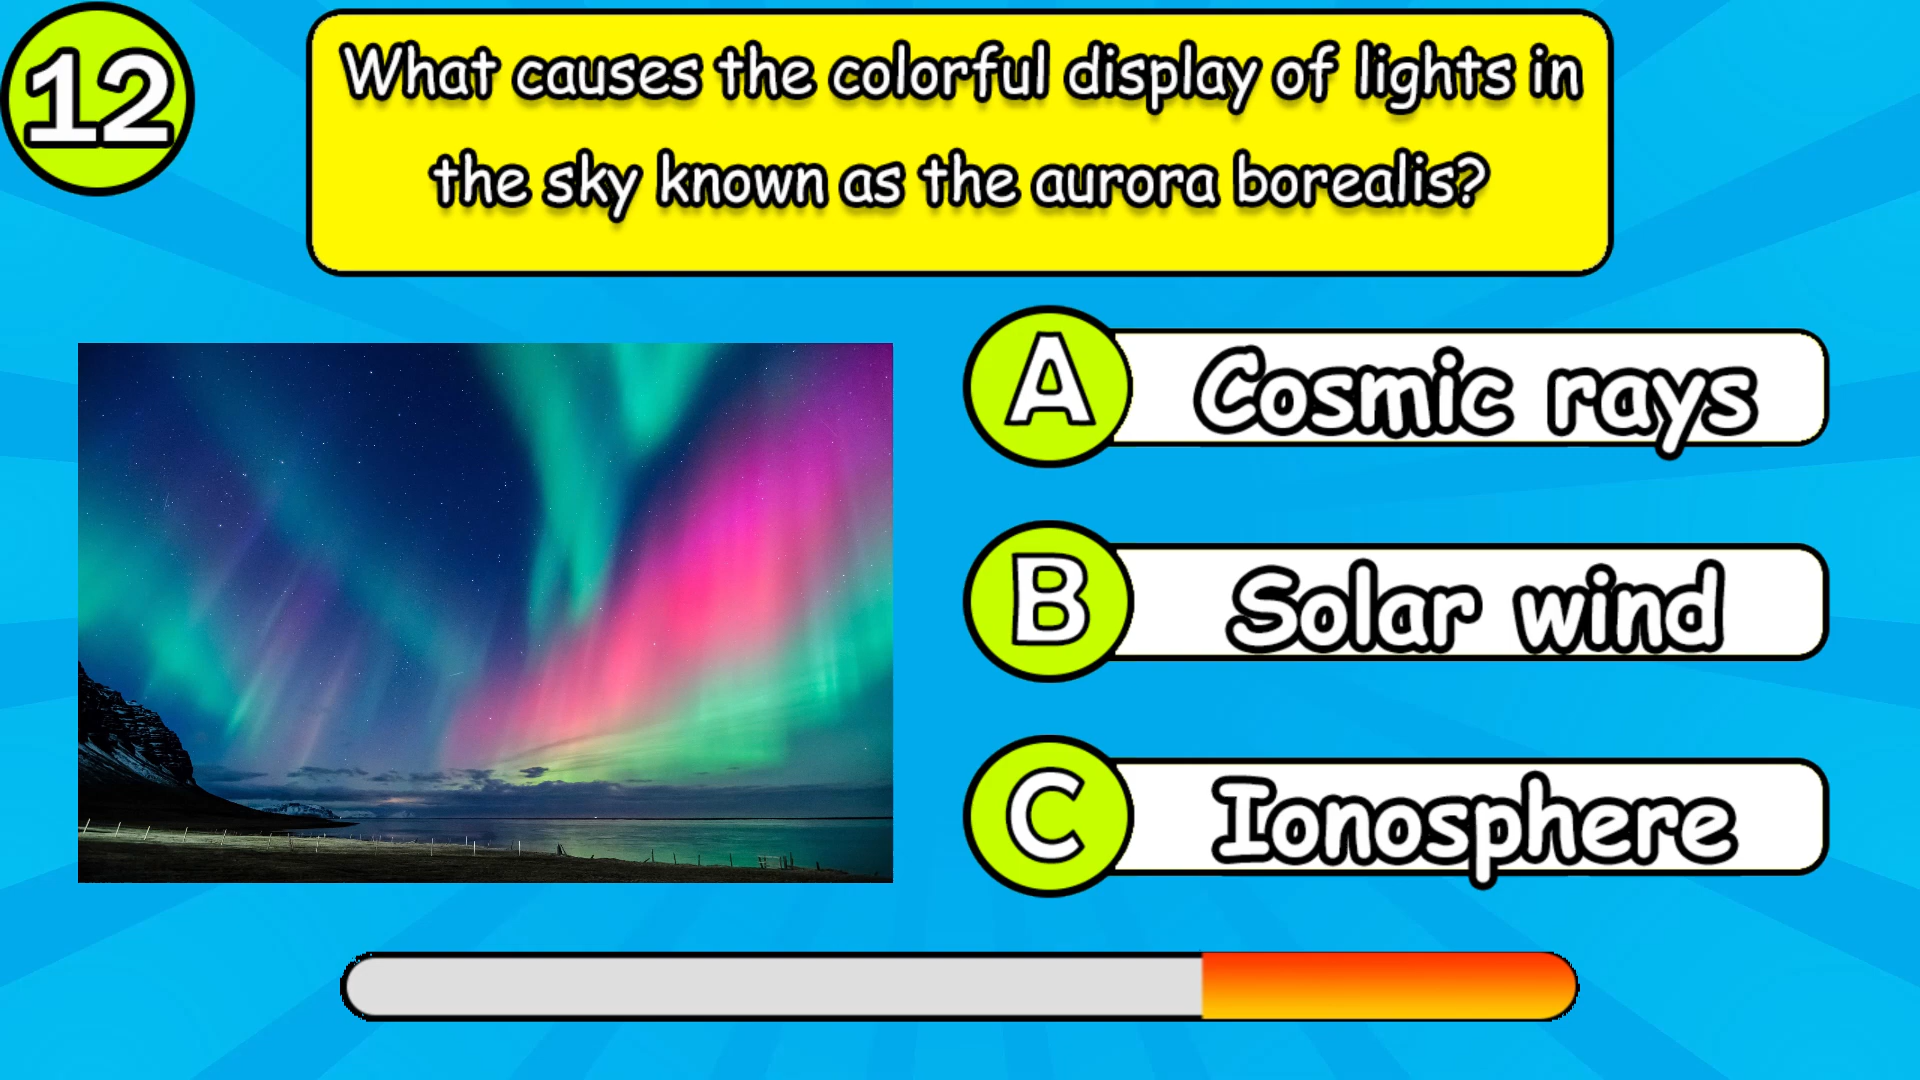 12
What causes the colorful display of lights in
the sky known as the aurora borealis?
A Cosmic rays
B Solar wind
C Ionosphere